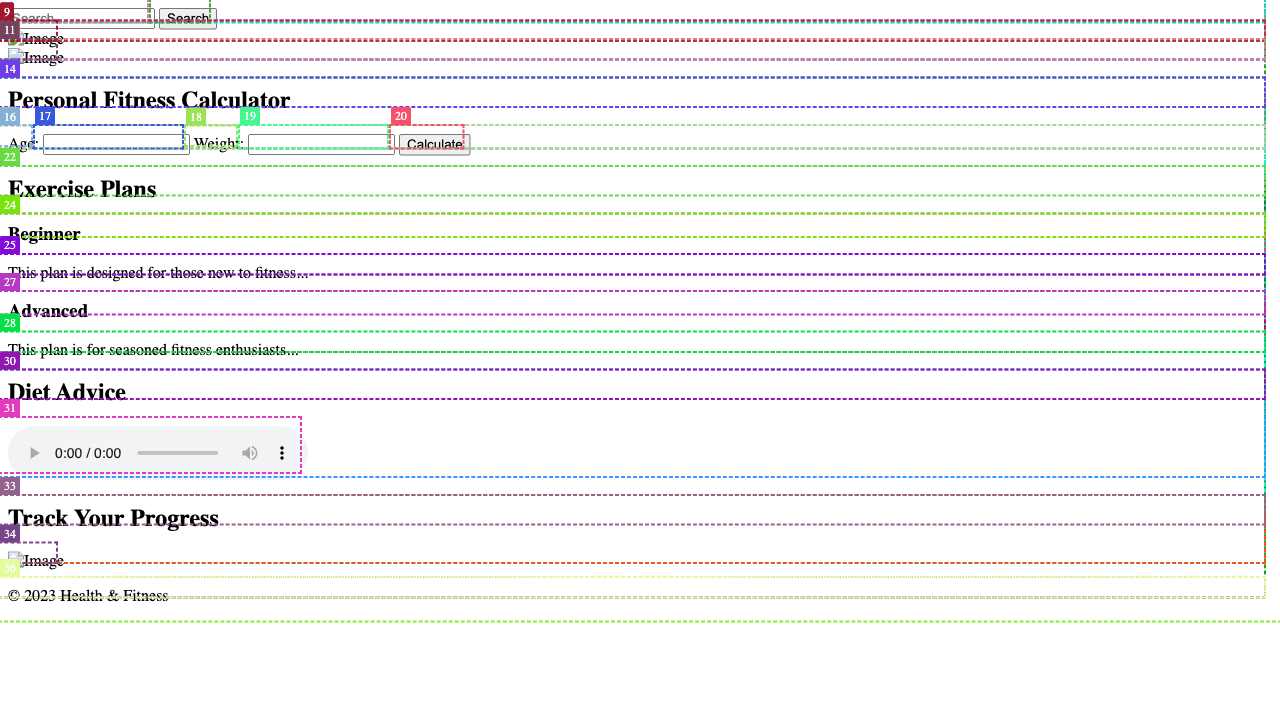 9
Search... Search
11
Image
Image
14
Personal Fitness Calculator
16 17 18 19 20
Age: Weight: Calculate
22
Exercise Plans
24
Beginner
25
This plan is designed for those new to fitness...
27
Advanced
28
This plan is for seasoned fitness enthusiasts...
30
Diet Advice
31
0:00 / 0:00
33
Track Your Progress
34
Image
36
© 2023 Health & Fitness